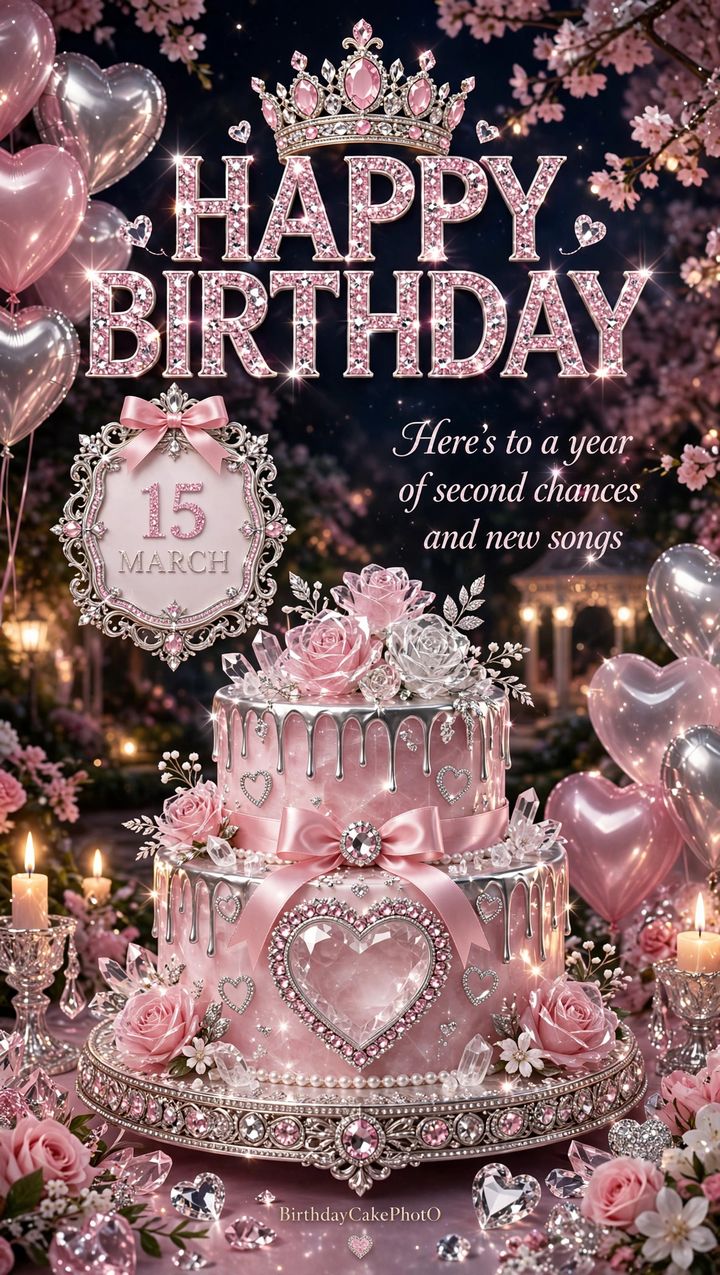 HAPPY
BIRTHDAY
15
MARCH
Here's to a year
of second chances
and new songs
BirthdayCakePhotO